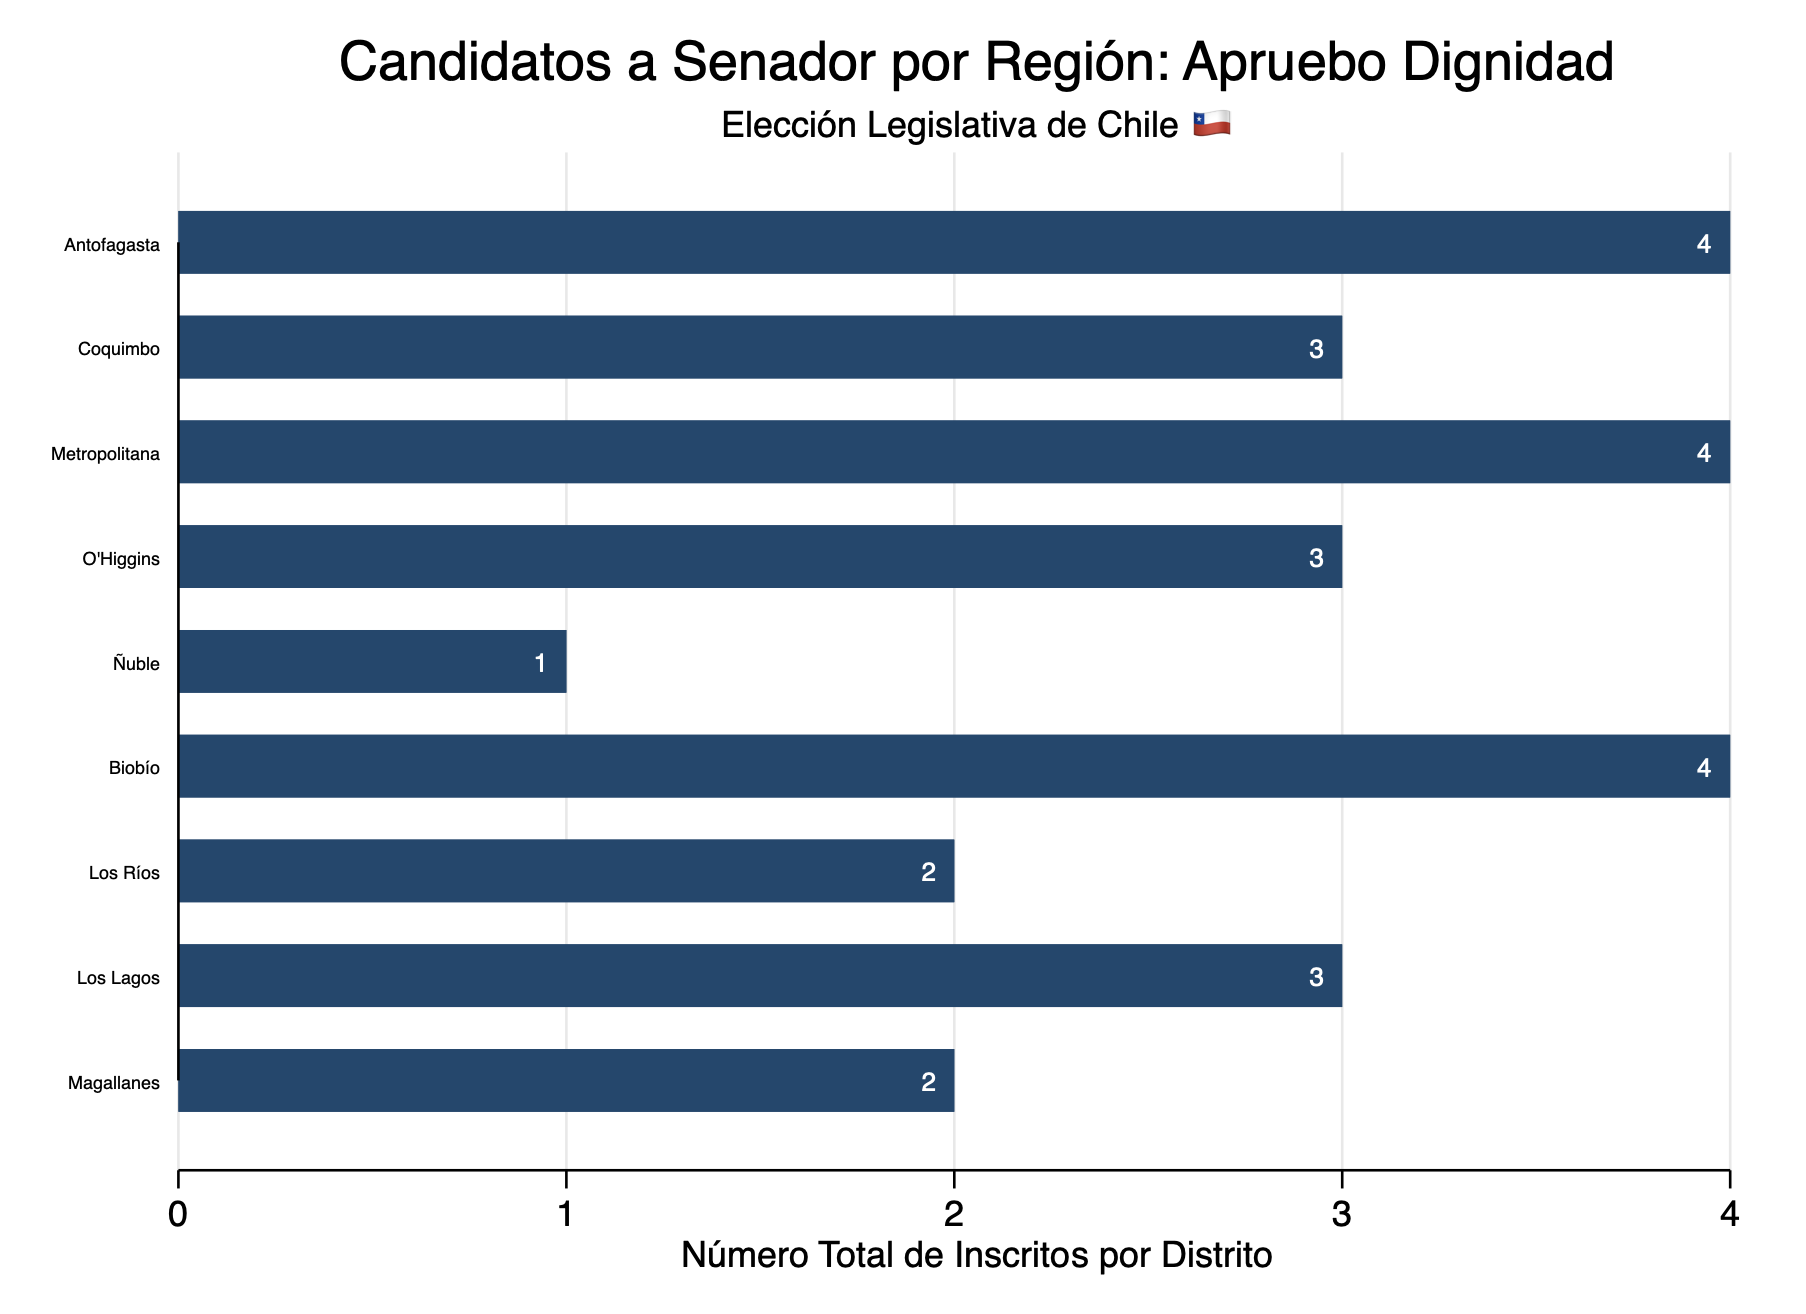 Candidatos a Senador por Región: Apruebo Dignidad
Elección Legislativa de Chile 🇨🇱
Antofagasta 4
Coquimbo 3
Metropolitana 4
O'Higgins 3
Ñuble 1
Biobío 4
Los Ríos 2
Los Lagos 3
Magallanes 2
0 1 2 3 4
Número Total de Inscritos por Distrito